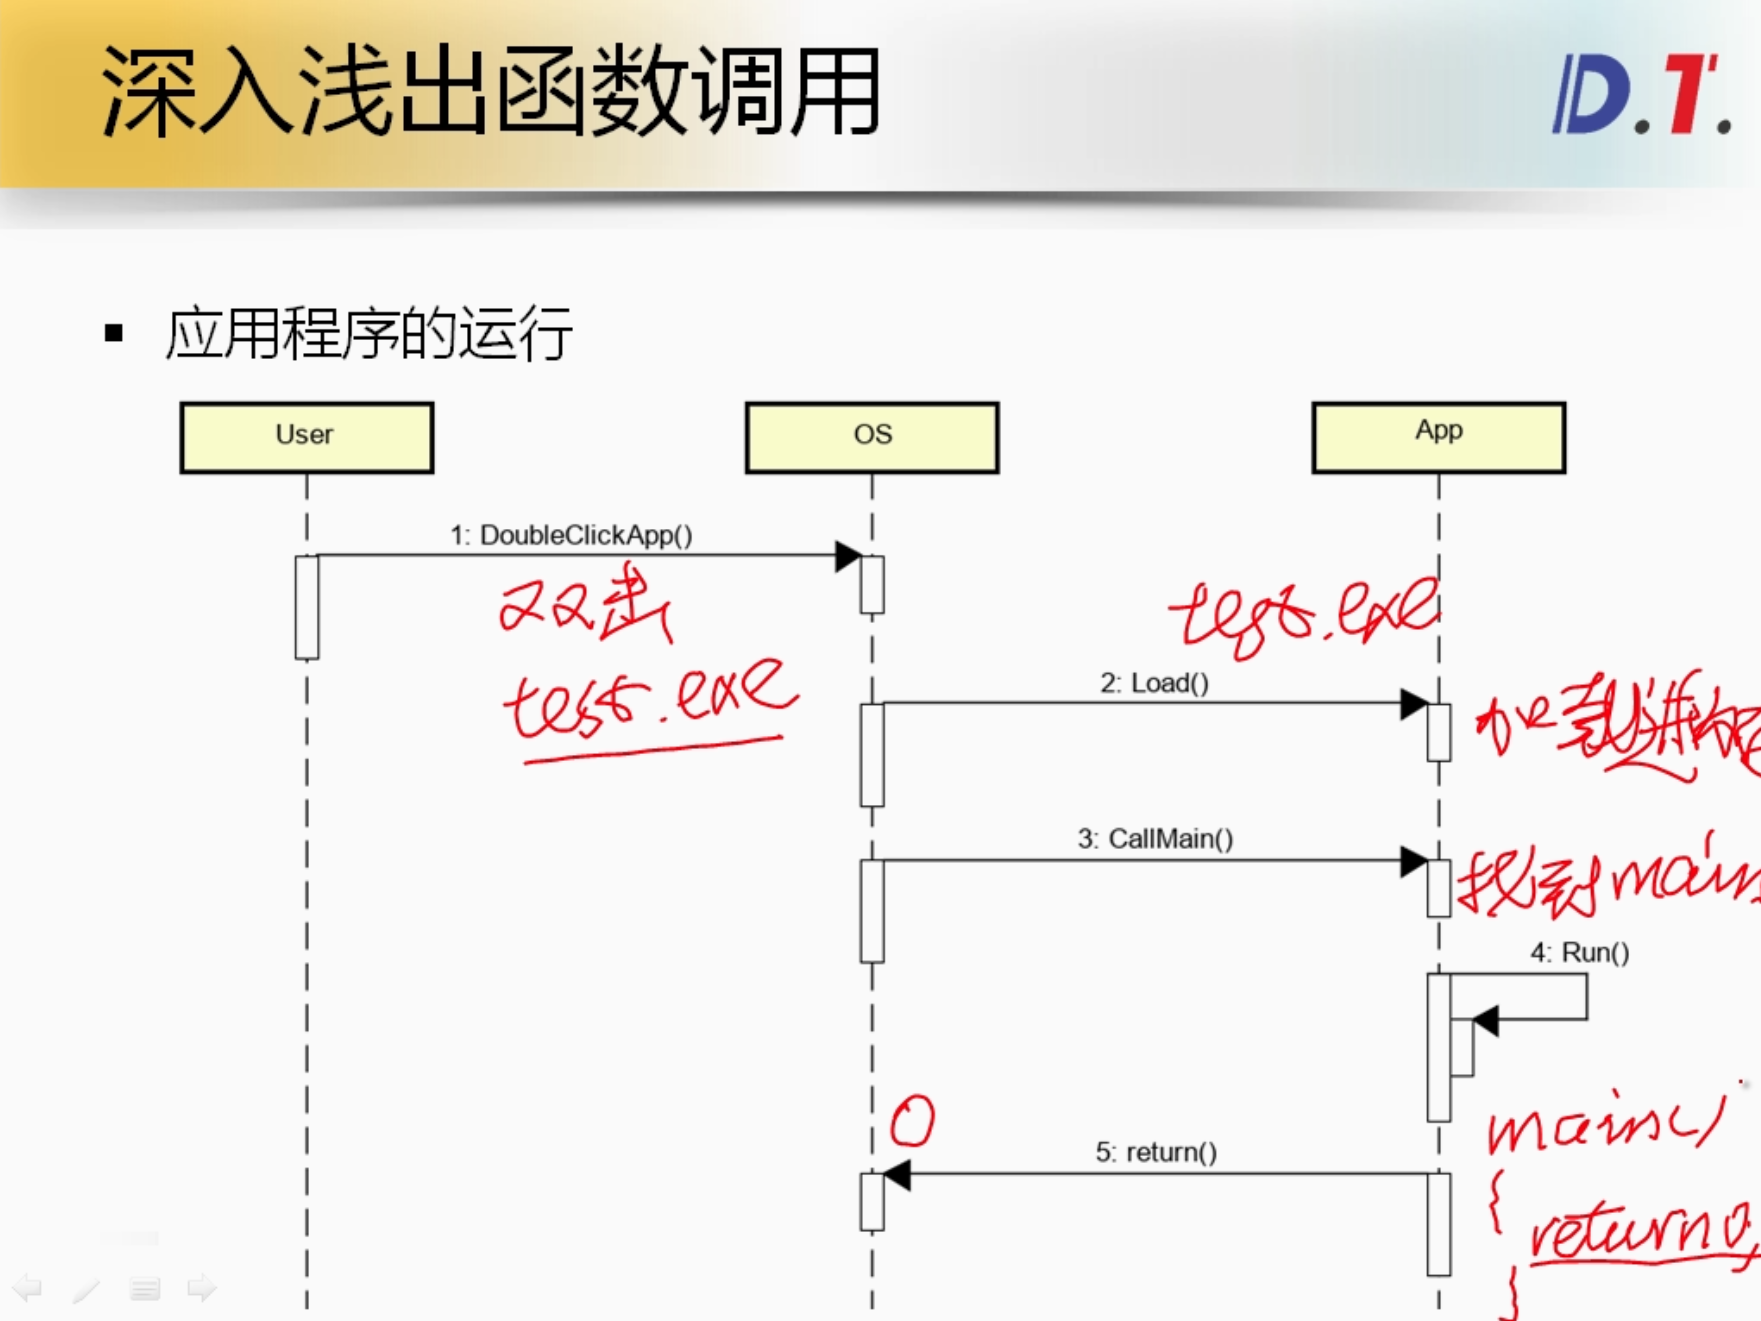 深入浅出函数调用
D.T.
应用程序的运行
User
OS
App
1: DoubleClickApp()
双击
test.exe
test.exe
2: Load()
加载进内
3: CallMain()
找到main
4: Run()
0
5: return()
main()
{
return 0;
}